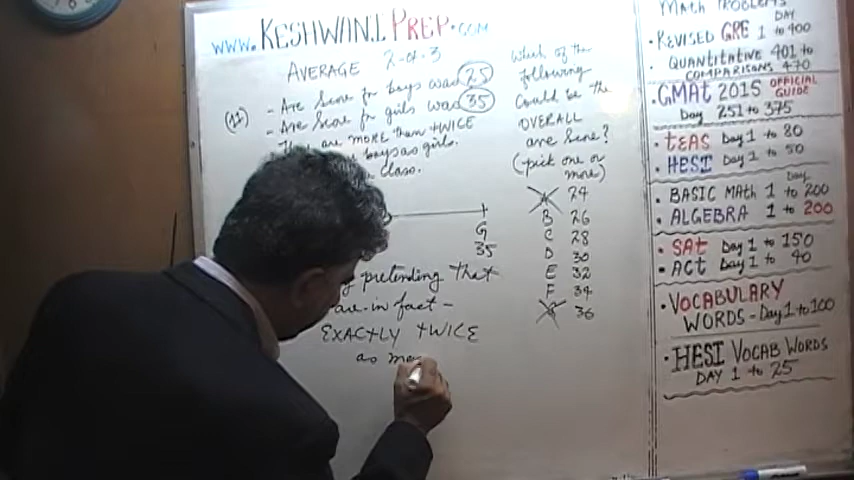 www.KESHWANI PREP.COM
AVERAGE 2-of-3
(#1) - Ave Score for boys was 25
- Ave Score for girls was 35
- There are MORE than tWICE
boys as girls.
class.
G
35
pretending that
are in fact -
EXACTLY tWICE
as ma
Which of the
following
could be the
OVERALL
ave Score?
(pick one or
more)
A 24
B 26
C 28
D 30
E 32
F 34
36
MATH PROBLEMS
DAY
• REVISED GRE 1 to 400
• QUANTITATIVE 401 to
COMPARISONS 470
• GMAT 2015 OFFICIAL
GUIDE
Day 251 to 375
• tEAS Day 1 to 80
• HESI Day 1 to 50
Day
• BASIC MAtH 1 to 200
• ALGEBRA 1 to 200
• SAt Day 1 to 150
• ACt Day 1 to 40
• VOCABULARY
WORDS - Day 1 to 100
• HESI VOCAB WORDS
DAY 1 to 25